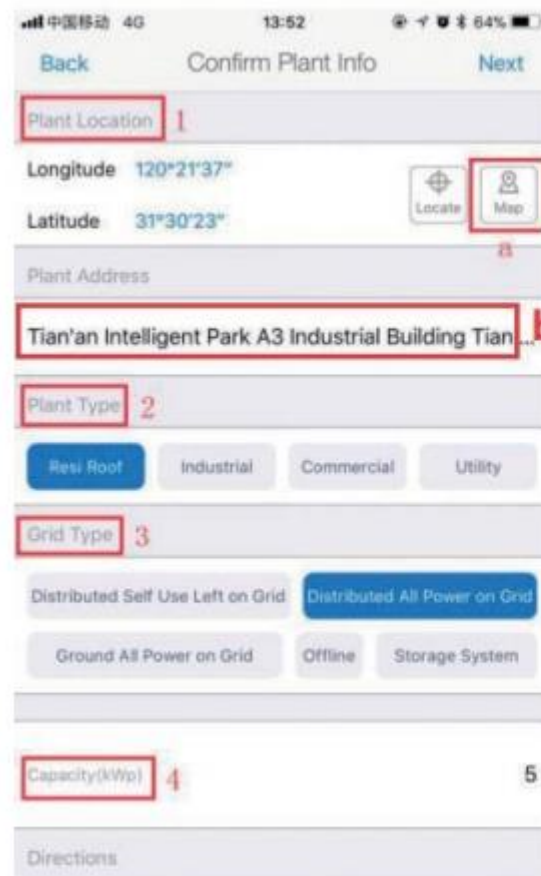 中国移动 4G 13:52 64%
Back Confirm Plant Info Next
Plant Location 1
Longitude 120°21'37"
Latitude 31°30'23"
Locate Map
a
Plant Address
Tian'an Intelligent Park A3 Industrial Building Tian ...
Plant Type 2
Resi Roof Industrial Commercial Utility
Grid Type 3
Distributed Self Use Left on Grid Distributed All Power on Grid
Ground All Power on Grid Offline Storage System
Capacity(kWp) 4 5
Directions